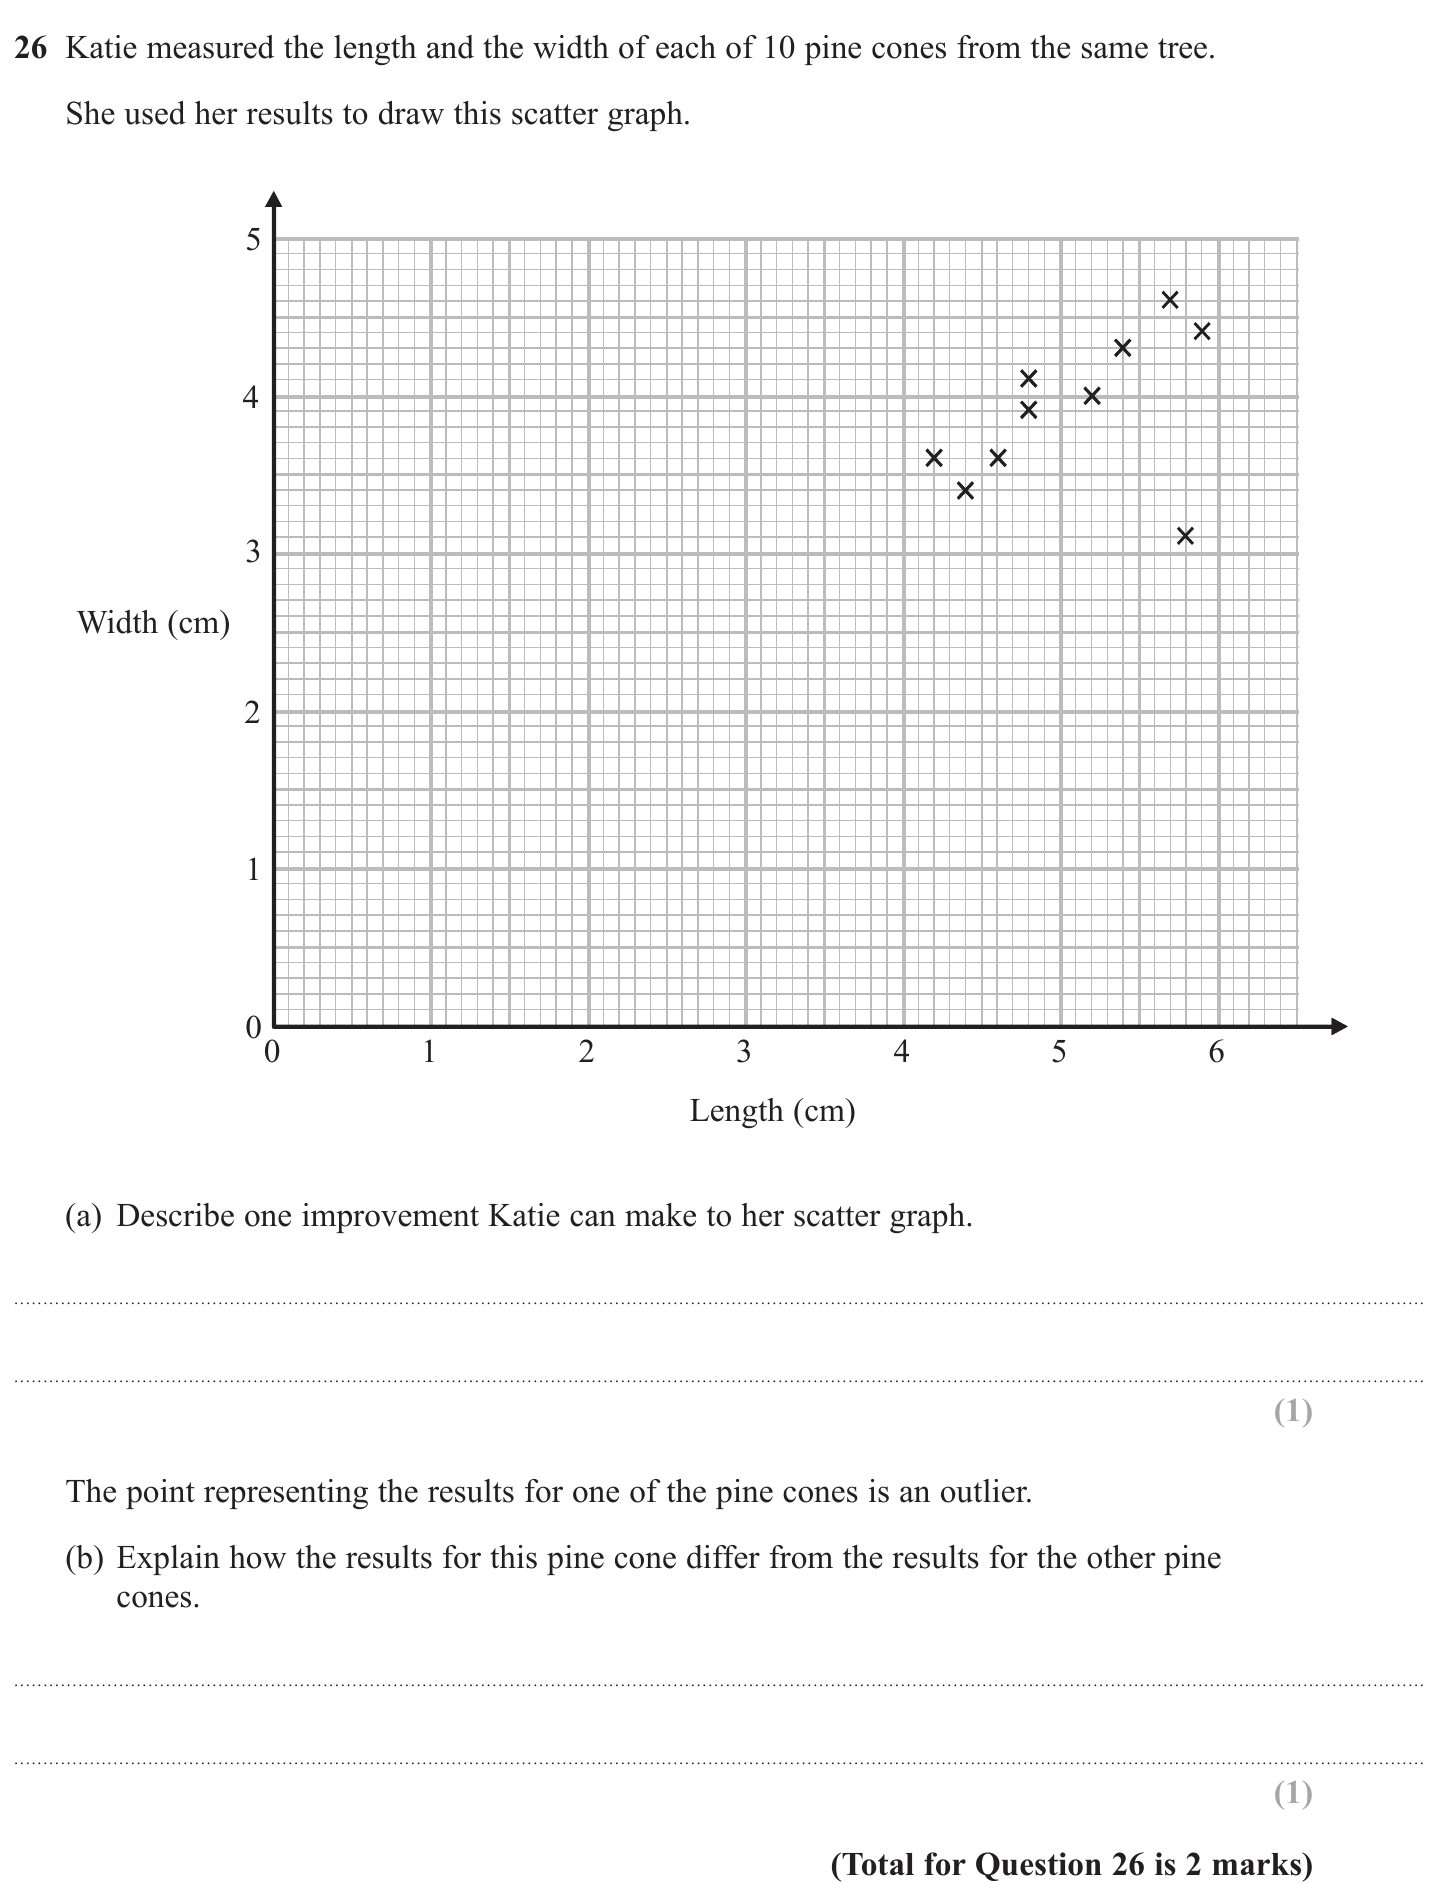 26 Katie measured the length and the width of each of 10 pine cones from the same tree.
She used her results to draw this scatter graph.
5
4
3
Width (cm)
2
1
0
0 1 2 3 4 5 6
Length (cm)
(a) Describe one improvement Katie can make to her scatter graph.
(1)
The point representing the results for one of the pine cones is an outlier.
(b) Explain how the results for this pine cone differ from the results for the other pine
cones.
(1)
(Total for Question 26 is 2 marks)